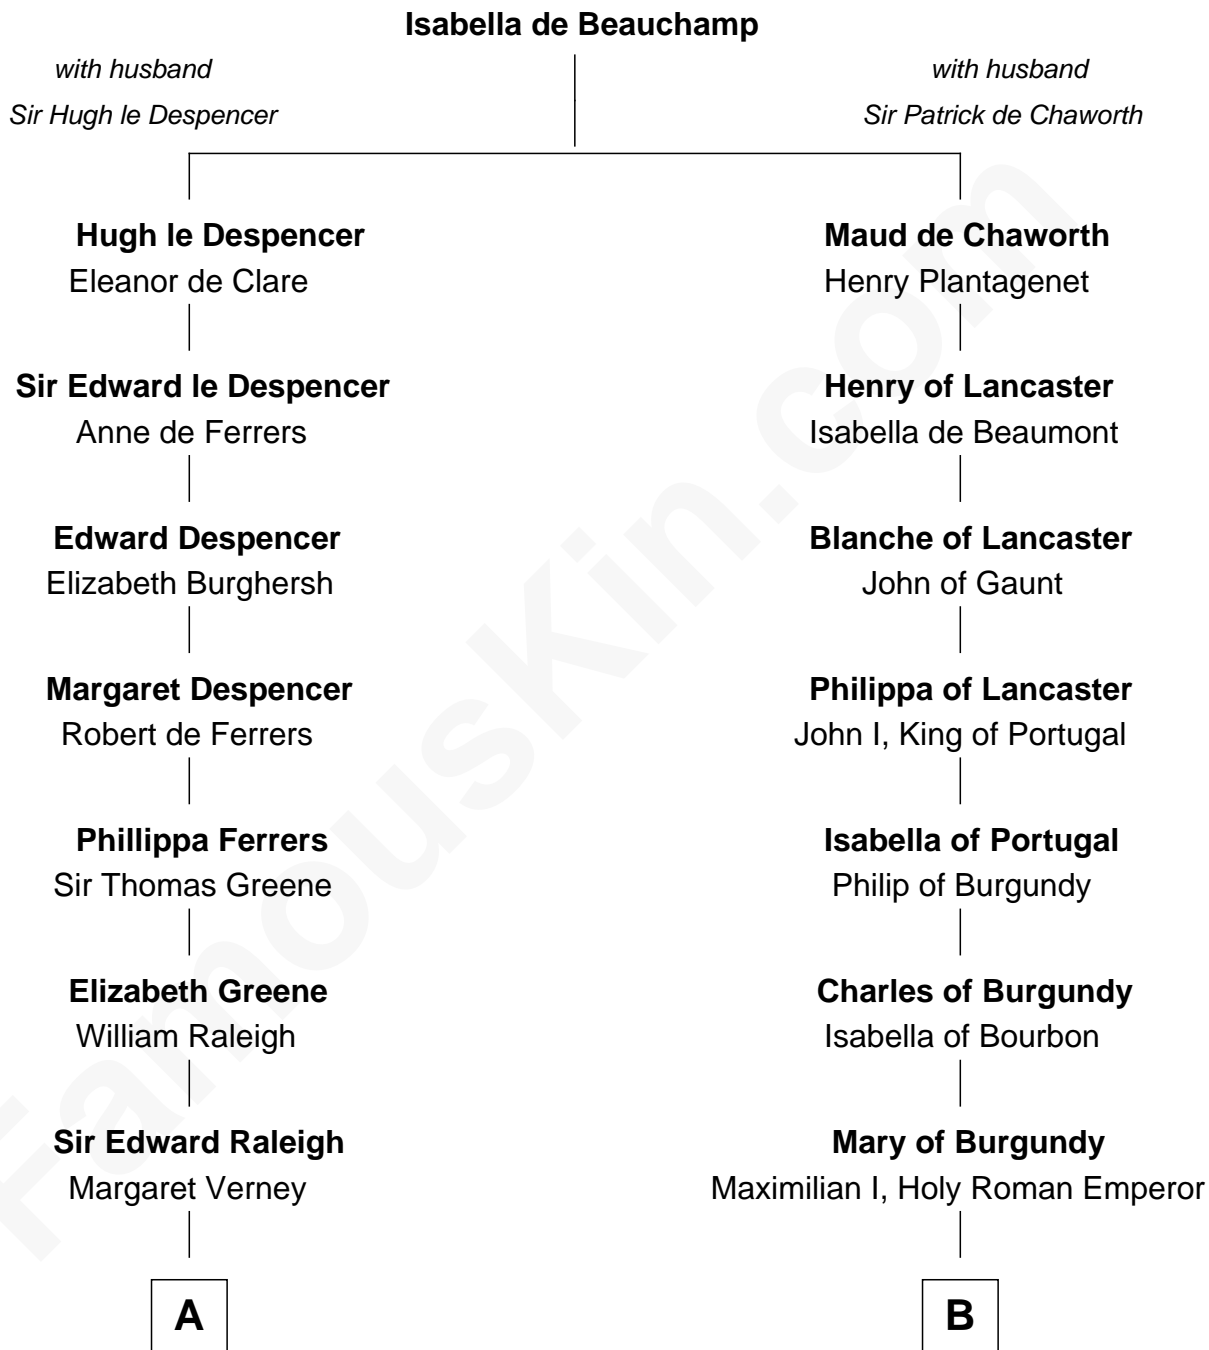 Isabella de Beauchamp
with husband
Sir Hugh le Despencer
with husband
Sir Patrick de Chaworth
Hugh le Despencer
Eleanor de Clare
Maud de Chaworth
Henry Plantagenet
Sir Edward le Despencer
Anne de Ferrers
Henry of Lancaster
Isabella de Beaumont
Edward Despencer
Elizabeth Burghersh
Blanche of Lancaster
John of Gaunt
Margaret Despencer
Robert de Ferrers
Philippa of Lancaster
John I, King of Portugal
Phillippa Ferrers
Sir Thomas Greene
Isabella of Portugal
Philip of Burgundy
Elizabeth Greene
William Raleigh
Charles of Burgundy
Isabella of Bourbon
Sir Edward Raleigh
Margaret Verney
Mary of Burgundy
Maximilian I, Holy Roman Emperor
A
B
FamousKin.com